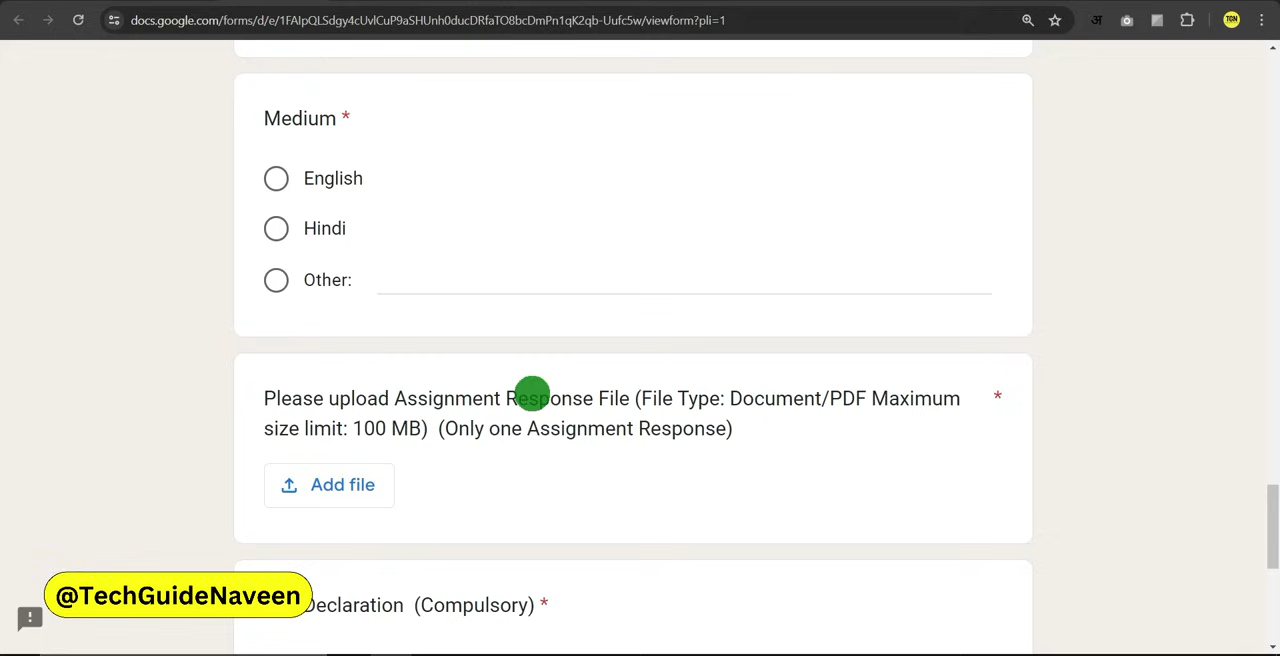 docs.google.com/forms/d/e/1FAIpQLSdgy4cUvlCuP9aSHUnh0ducDRfaTO8bcDmPn1qK2qb-Uufc5w/viewform?pli=1
अ
TGN
Medium *
English
Hindi
Other:
Please upload Assignment Response File (File Type: Document/PDF Maximum *
size limit: 100 MB) (Only one Assignment Response)
Add file
@TechGuideNaveen
Declaration (Compulsory) *